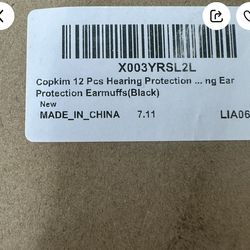 X003YRSL2L
Copkim 12 Pcs Hearing Protection ... ng Ear
Protection Earmuffs(Black)
New
MADE_IN_CHINA 7.11 LIA06